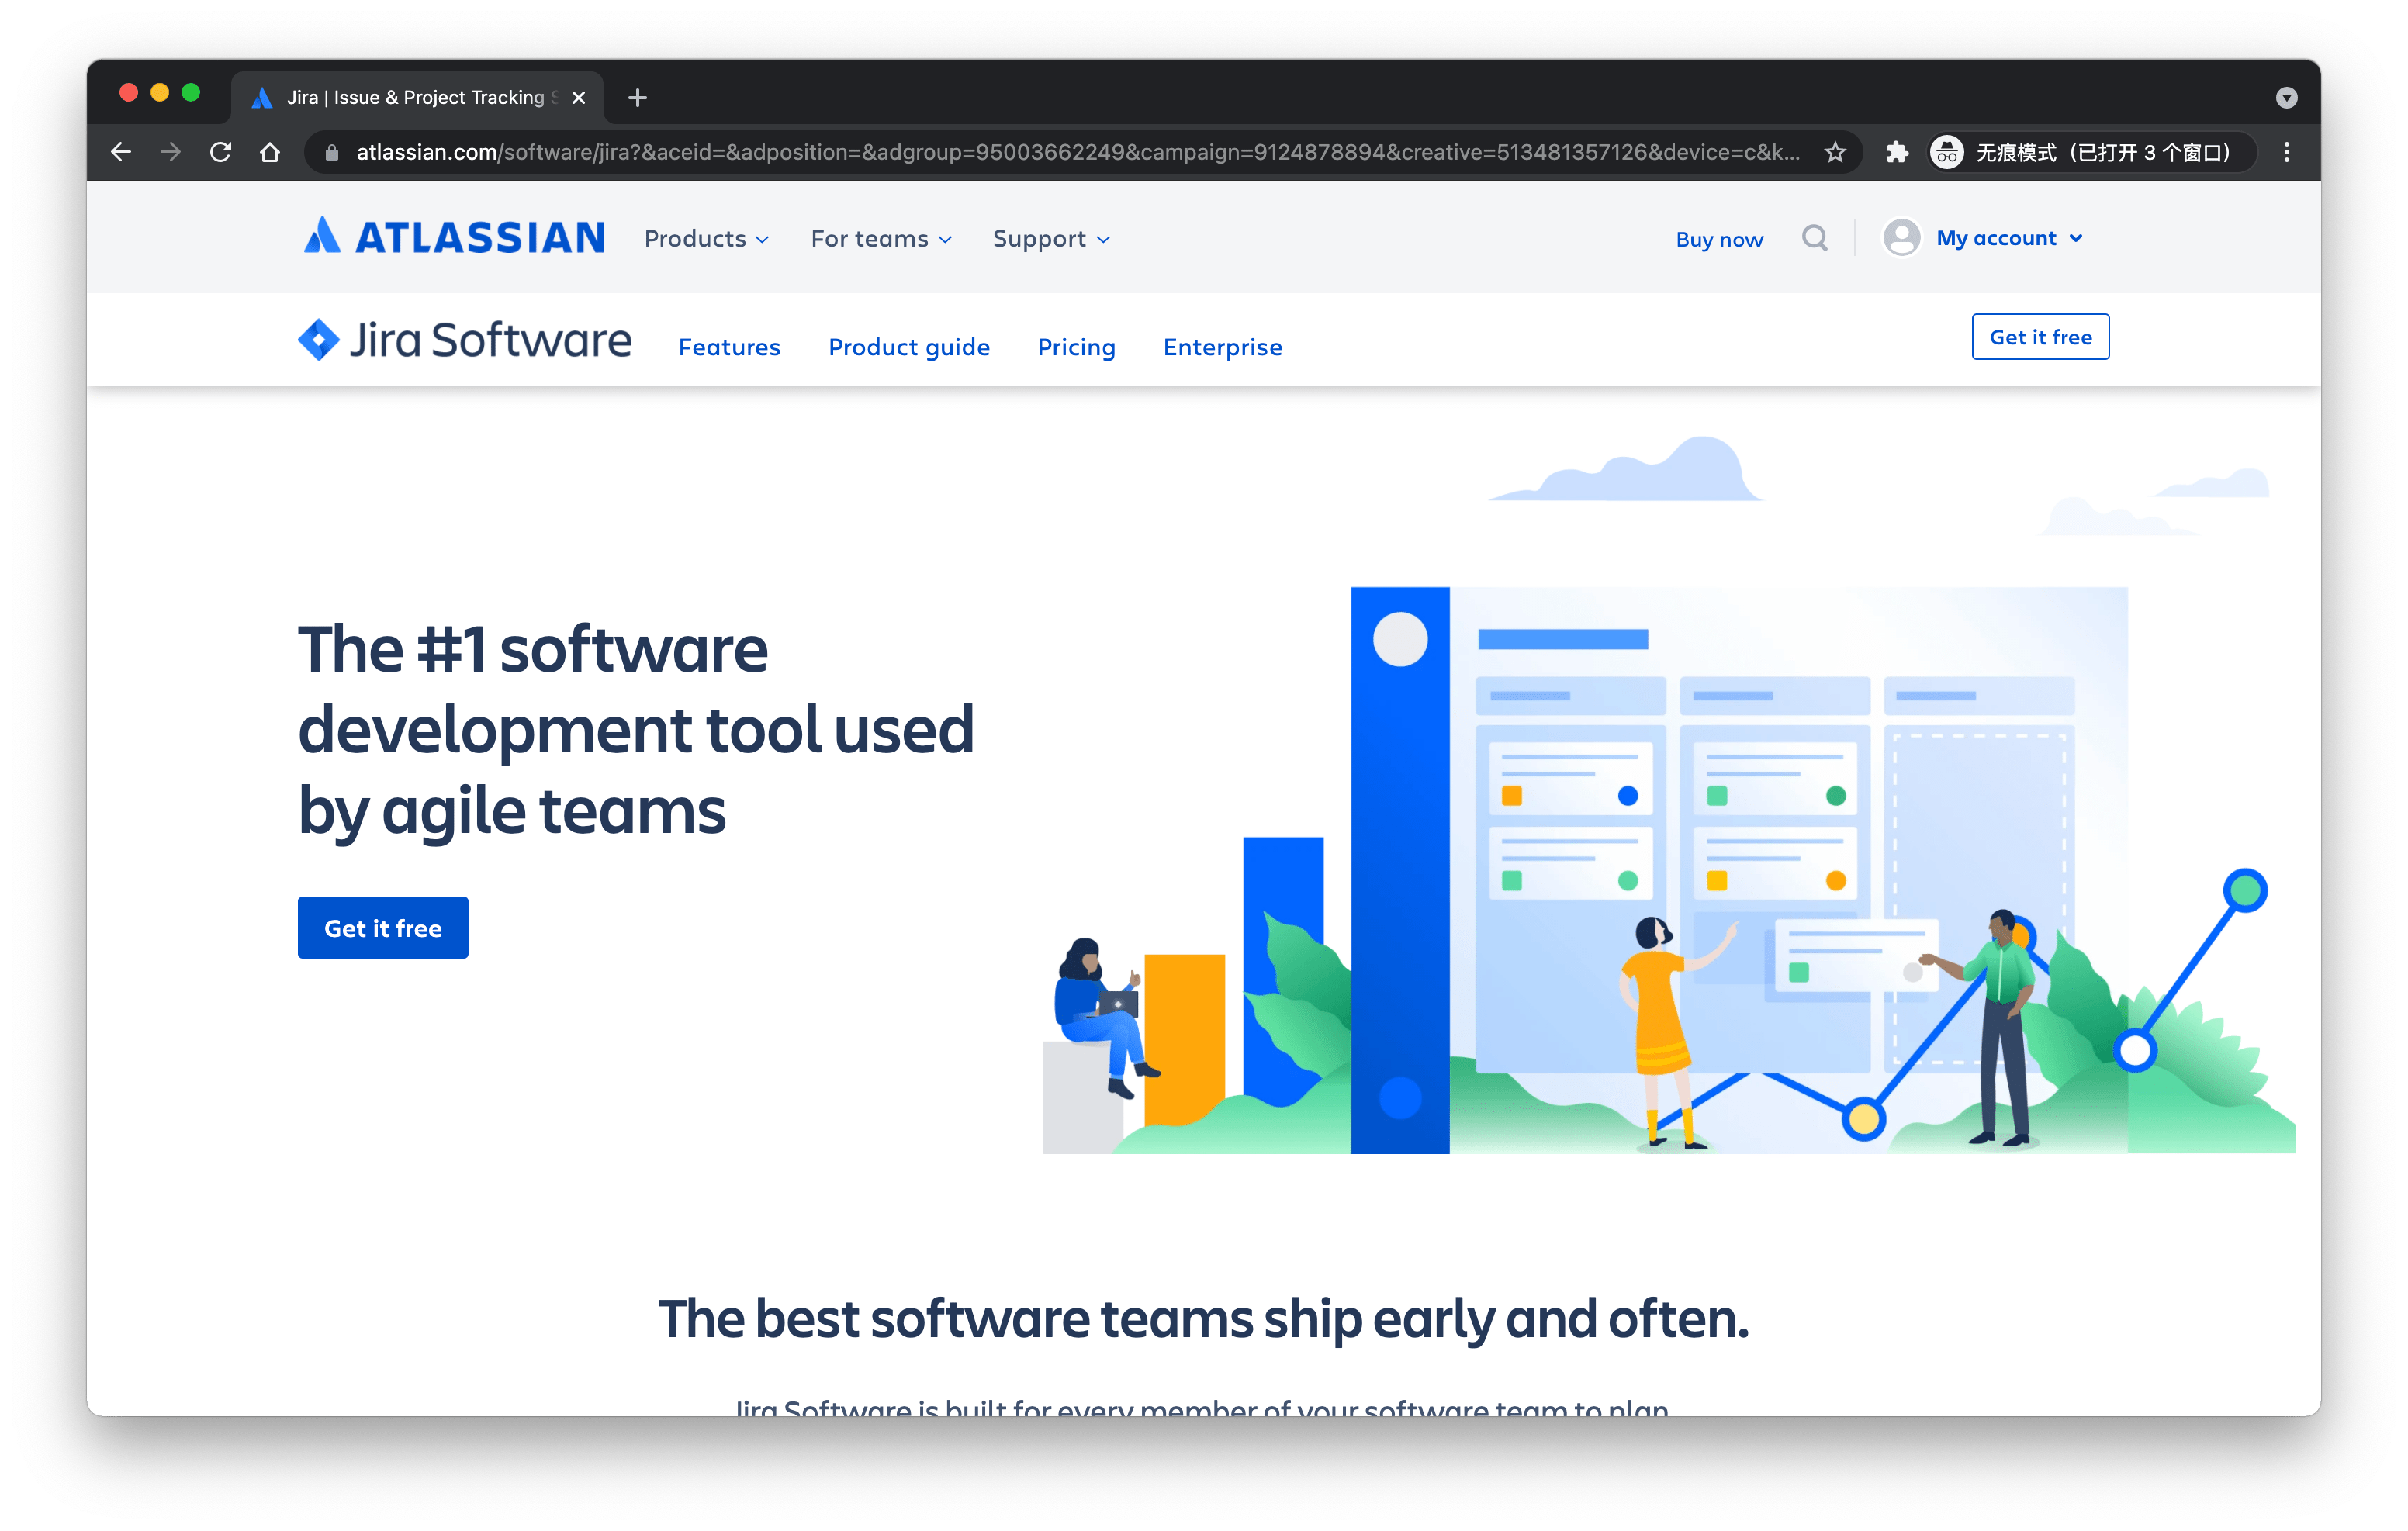 Jira | Issue & Project Tracking
atlassian.com/software/jira?&aceid=&adposition=&adgroup=95003662249&campaign=9124878894&creative=513481357126&device=c&k...
无痕模式（已打开 3 个窗口）
ATLASSIAN Products For teams Support Buy now My account
Jira Software Features Product guide Pricing Enterprise Get it free
The #1 software
development tool used
by agile teams
Get it free
The best software teams ship early and often.
Jira Software is built for every member of your software team to plan